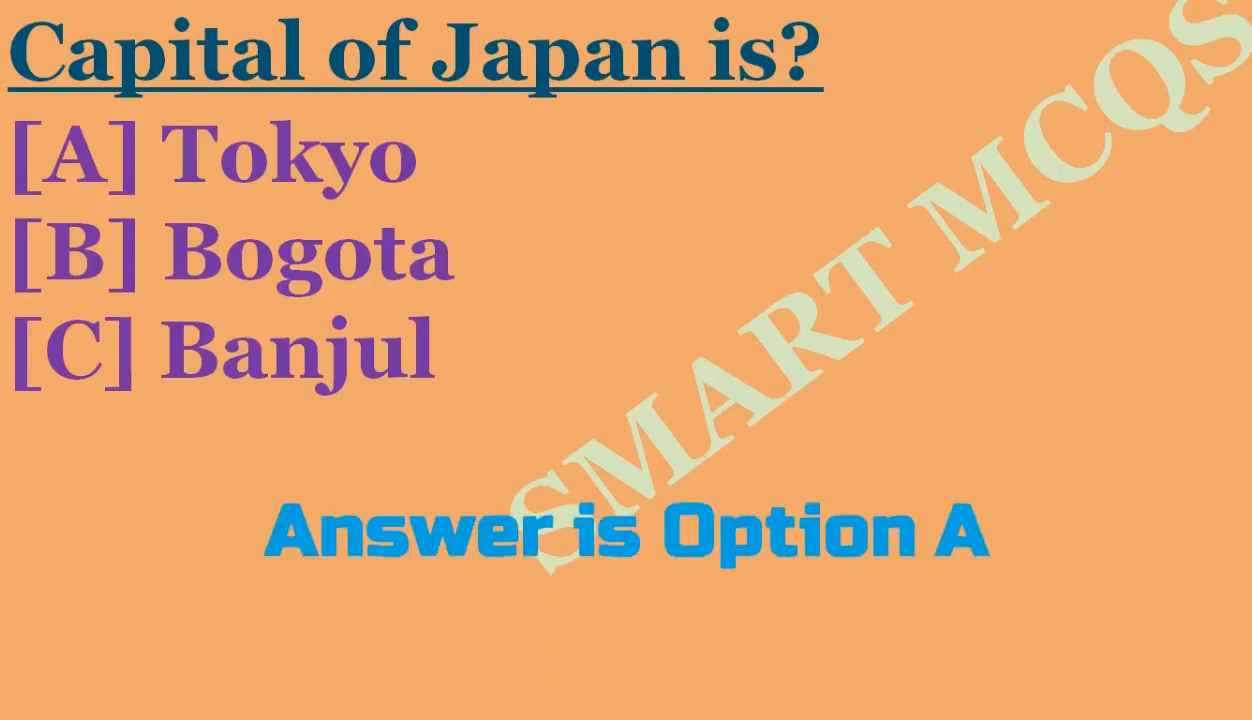 Capital of Japan is?
[A] Tokyo
[B] Bogota
[C] Banjul
SMART MCQS
Answer is Option A